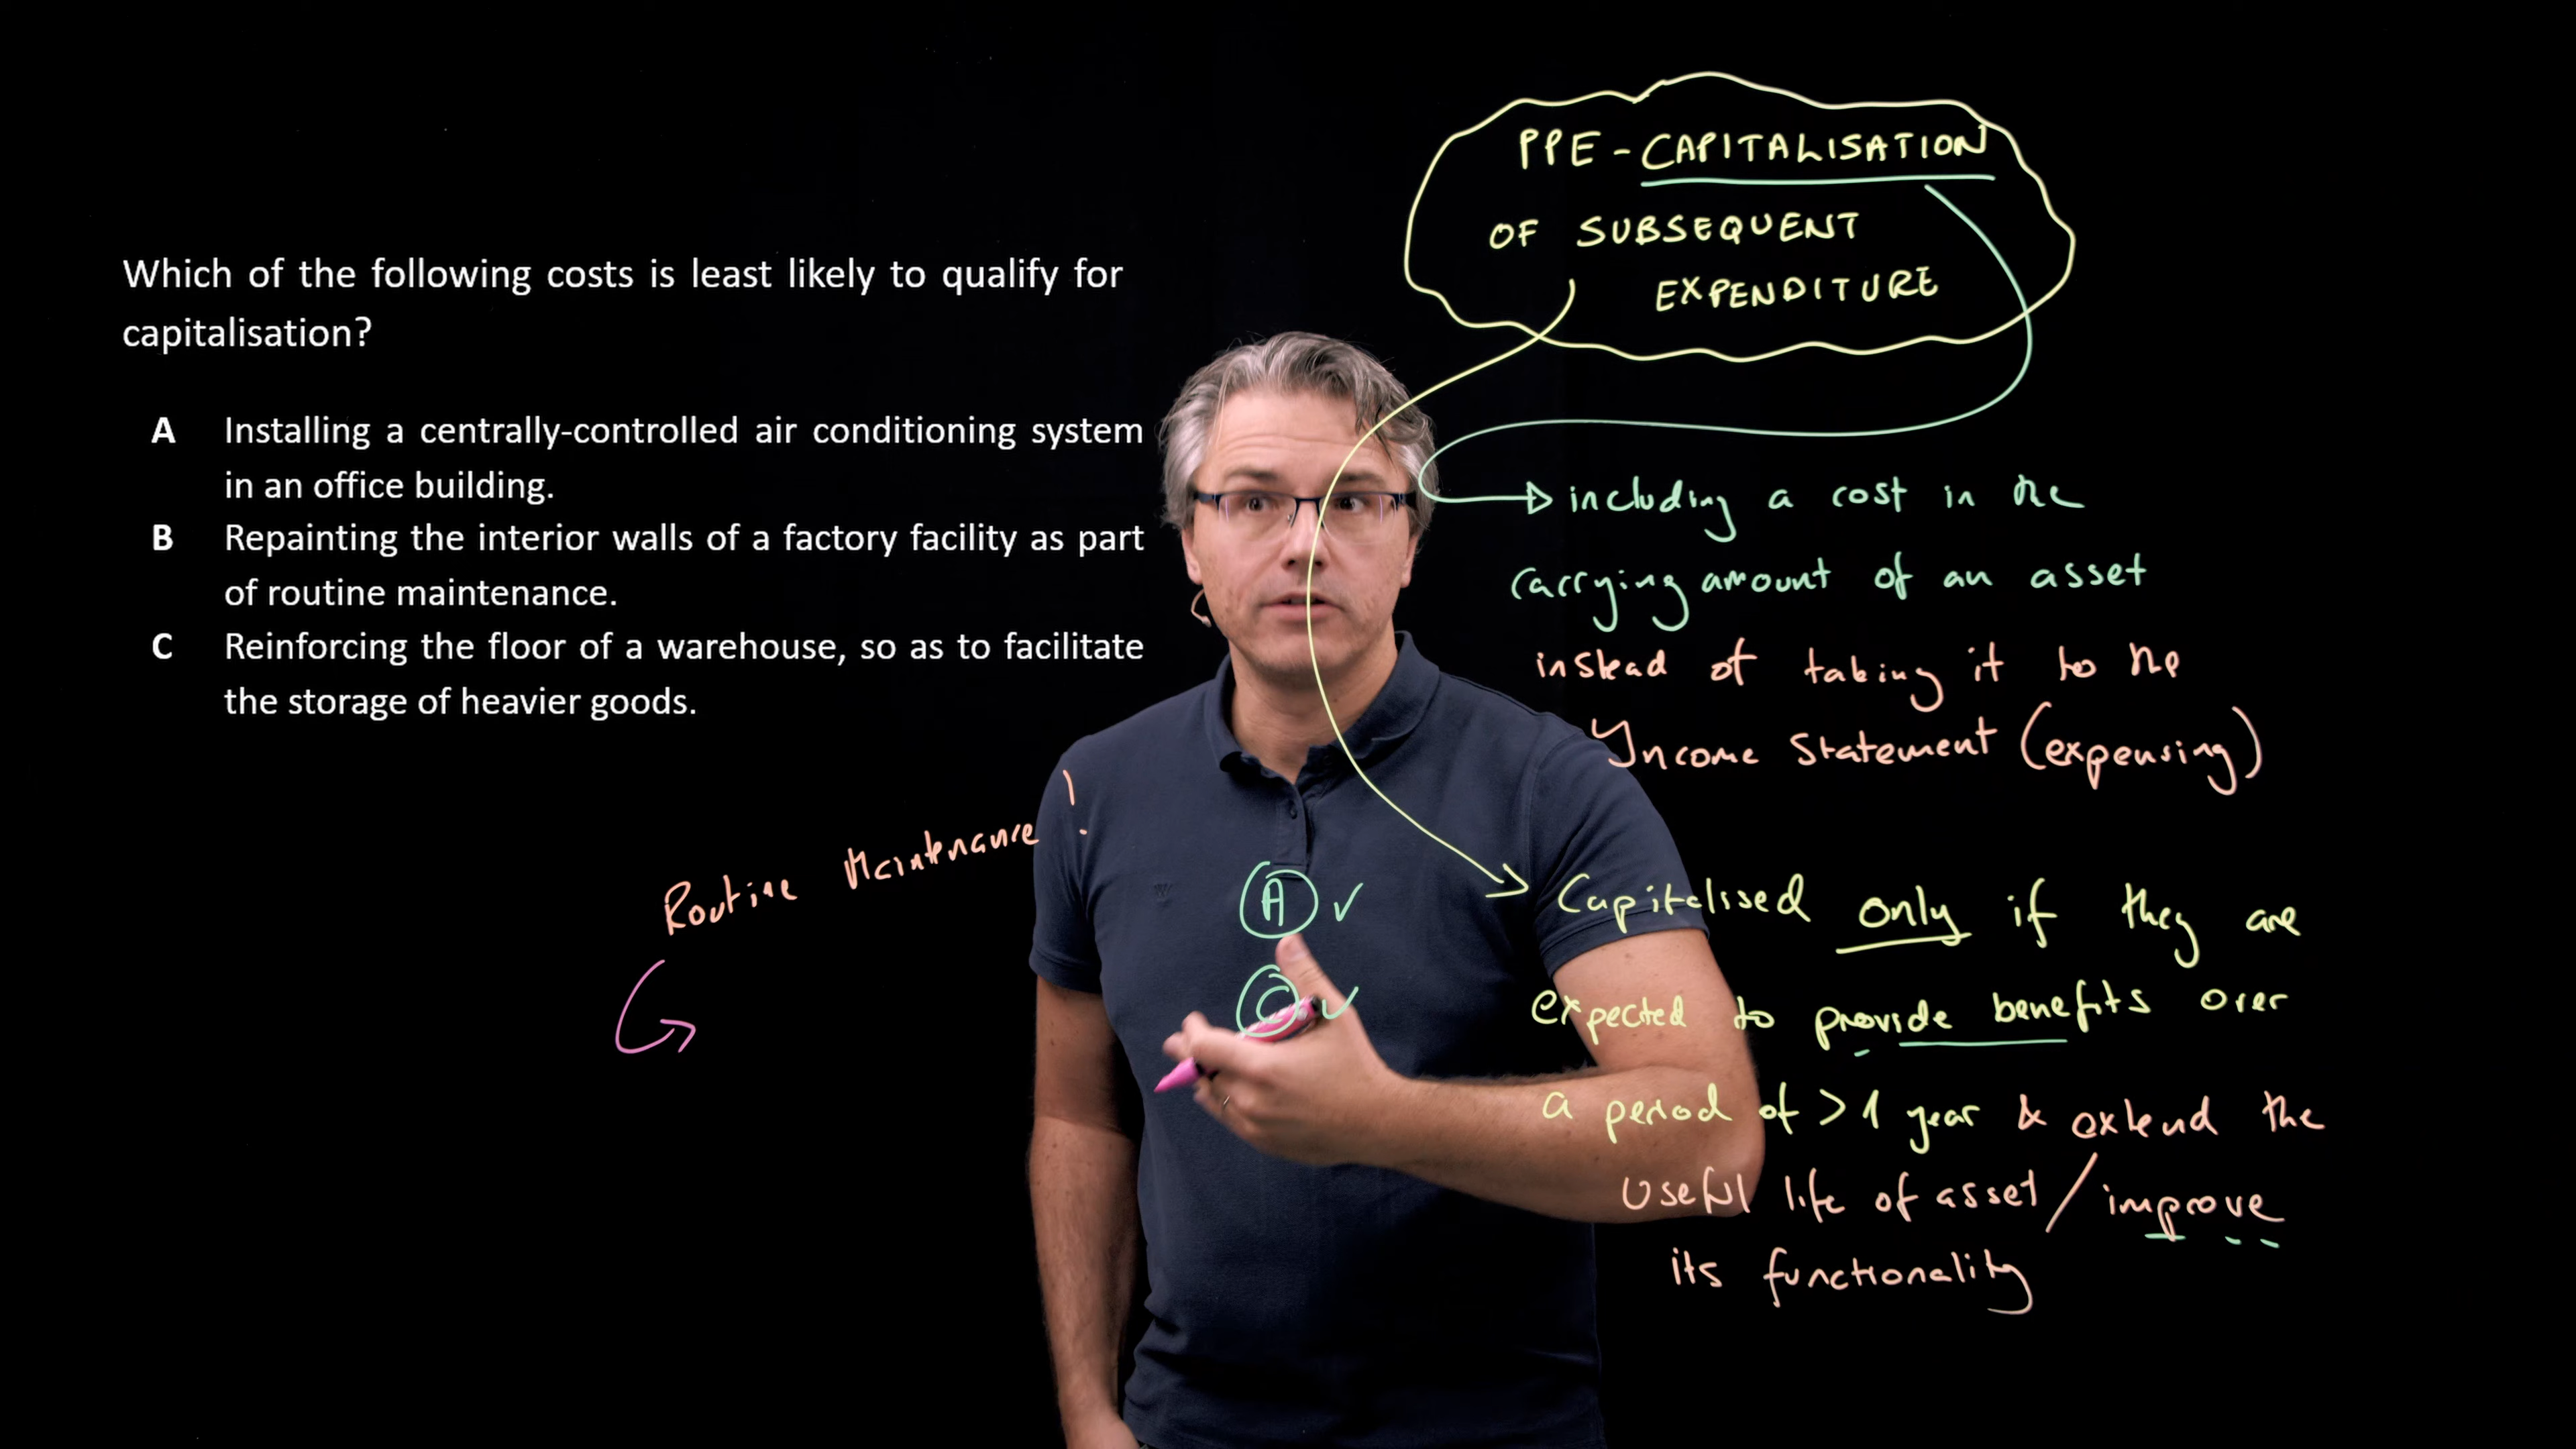 Which of the following costs is least likely to qualify for
capitalisation?
A Installing a centrally-controlled air conditioning system
in an office building.
B Repainting the interior walls of a factory facility as part
of routine maintenance.
C Reinforcing the floor of a warehouse, so as to facilitate
the storage of heavier goods.
Routine Maintenance!
A ✓
C ✓
PPE - CAPITALISATION
OF SUBSEQUENT
EXPENDITURE
including a cost in the
carrying amount of an asset
instead of taking it to the
Income Statement (expensing)
Capitalised only if they are
expected to provide benefits over
a period of > 1 year & extend the
useful life of asset / improve
its functionality